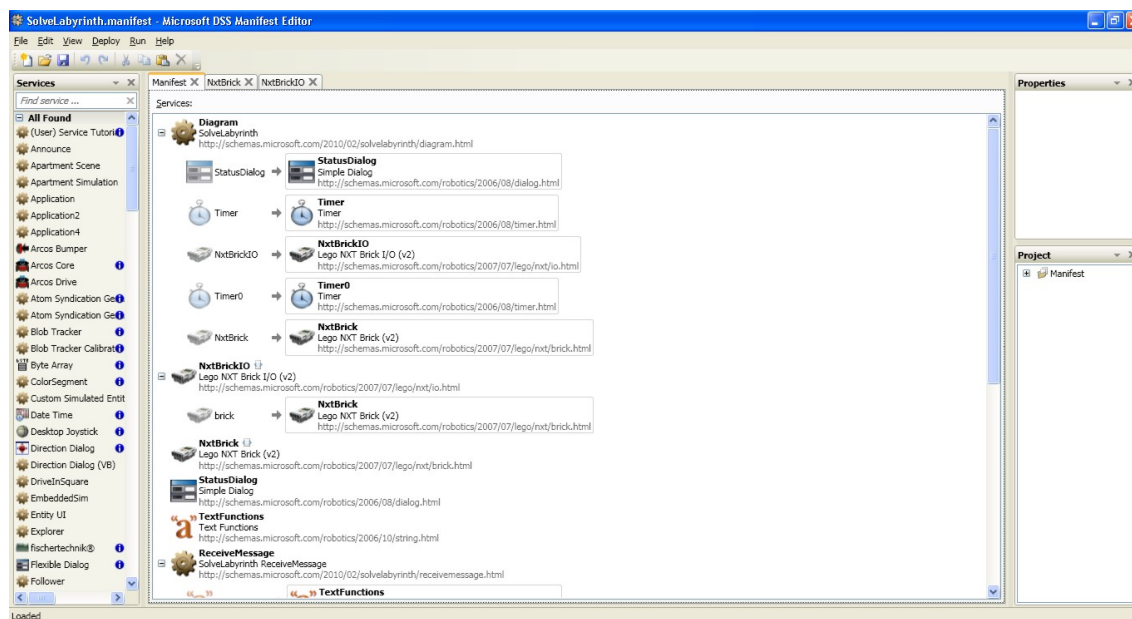 SolveLabyrinth.manifest - Microsoft DSS Manifest Editor
File Edit View Deploy Run Help
Services
Find service ...
All Found
(User) Service Tutori
Announce
Apartment Scene
Apartment Simulation
Application
Application2
Application4
Arcos Bumper
Arcos Core
Arcos Drive
Atom Syndication Ge
Atom Syndication Ge
Blob Tracker
Blob Tracker Calibrat
Byte Array
ColorSegment
Custom Simulated Entit
Date Time
Desktop Joystick
Direction Dialog
Direction Dialog (VB)
DriveInSquare
EmbeddedSim
Entity UI
Explorer
fischertechnik®
Flexible Dialog
Follower
Manifest NxtBrick NxtBrickIO
Services:
Diagram
SolveLabyrinth
http://schemas.microsoft.com/2010/02/solvelabyrinth/diagram.html
StatusDialog
StatusDialog
Simple Dialog
http://schemas.microsoft.com/robotics/2006/08/dialog.html
Timer
Timer
Timer
http://schemas.microsoft.com/robotics/2006/08/timer.html
NxtBrickIO
NxtBrickIO
Lego NXT Brick I/O (v2)
http://schemas.microsoft.com/robotics/2007/07/lego/nxt/io.html
Timer0
Timer0
Timer
http://schemas.microsoft.com/robotics/2006/08/timer.html
NxtBrick
NxtBrick
Lego NXT Brick (v2)
http://schemas.microsoft.com/robotics/2007/07/lego/nxt/brick.html
NxtBrickIO
Lego NXT Brick I/O (v2)
http://schemas.microsoft.com/robotics/2007/07/lego/nxt/io.html
brick
NxtBrick
Lego NXT Brick (v2)
http://schemas.microsoft.com/robotics/2007/07/lego/nxt/brick.html
NxtBrick
Lego NXT Brick (v2)
http://schemas.microsoft.com/robotics/2007/07/lego/nxt/brick.html
StatusDialog
Simple Dialog
http://schemas.microsoft.com/robotics/2006/08/dialog.html
TextFunctions
Text Functions
http://schemas.microsoft.com/robotics/2006/10/string.html
ReceiveMessage
SolveLabyrinth ReceiveMessage
http://schemas.microsoft.com/2010/02/solvelabyrinth/receivemessage.html
TextFunctions
Properties
Project
Manifest
Loaded